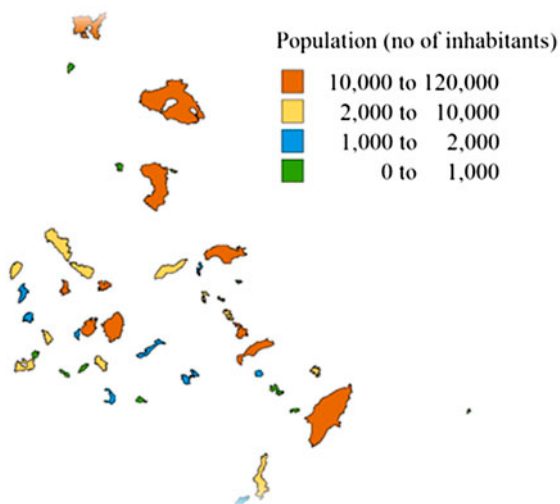 Population (no of inhabitants)
10,000 to 120,000
2,000 to 10,000
1,000 to 2,000
0 to 1,000